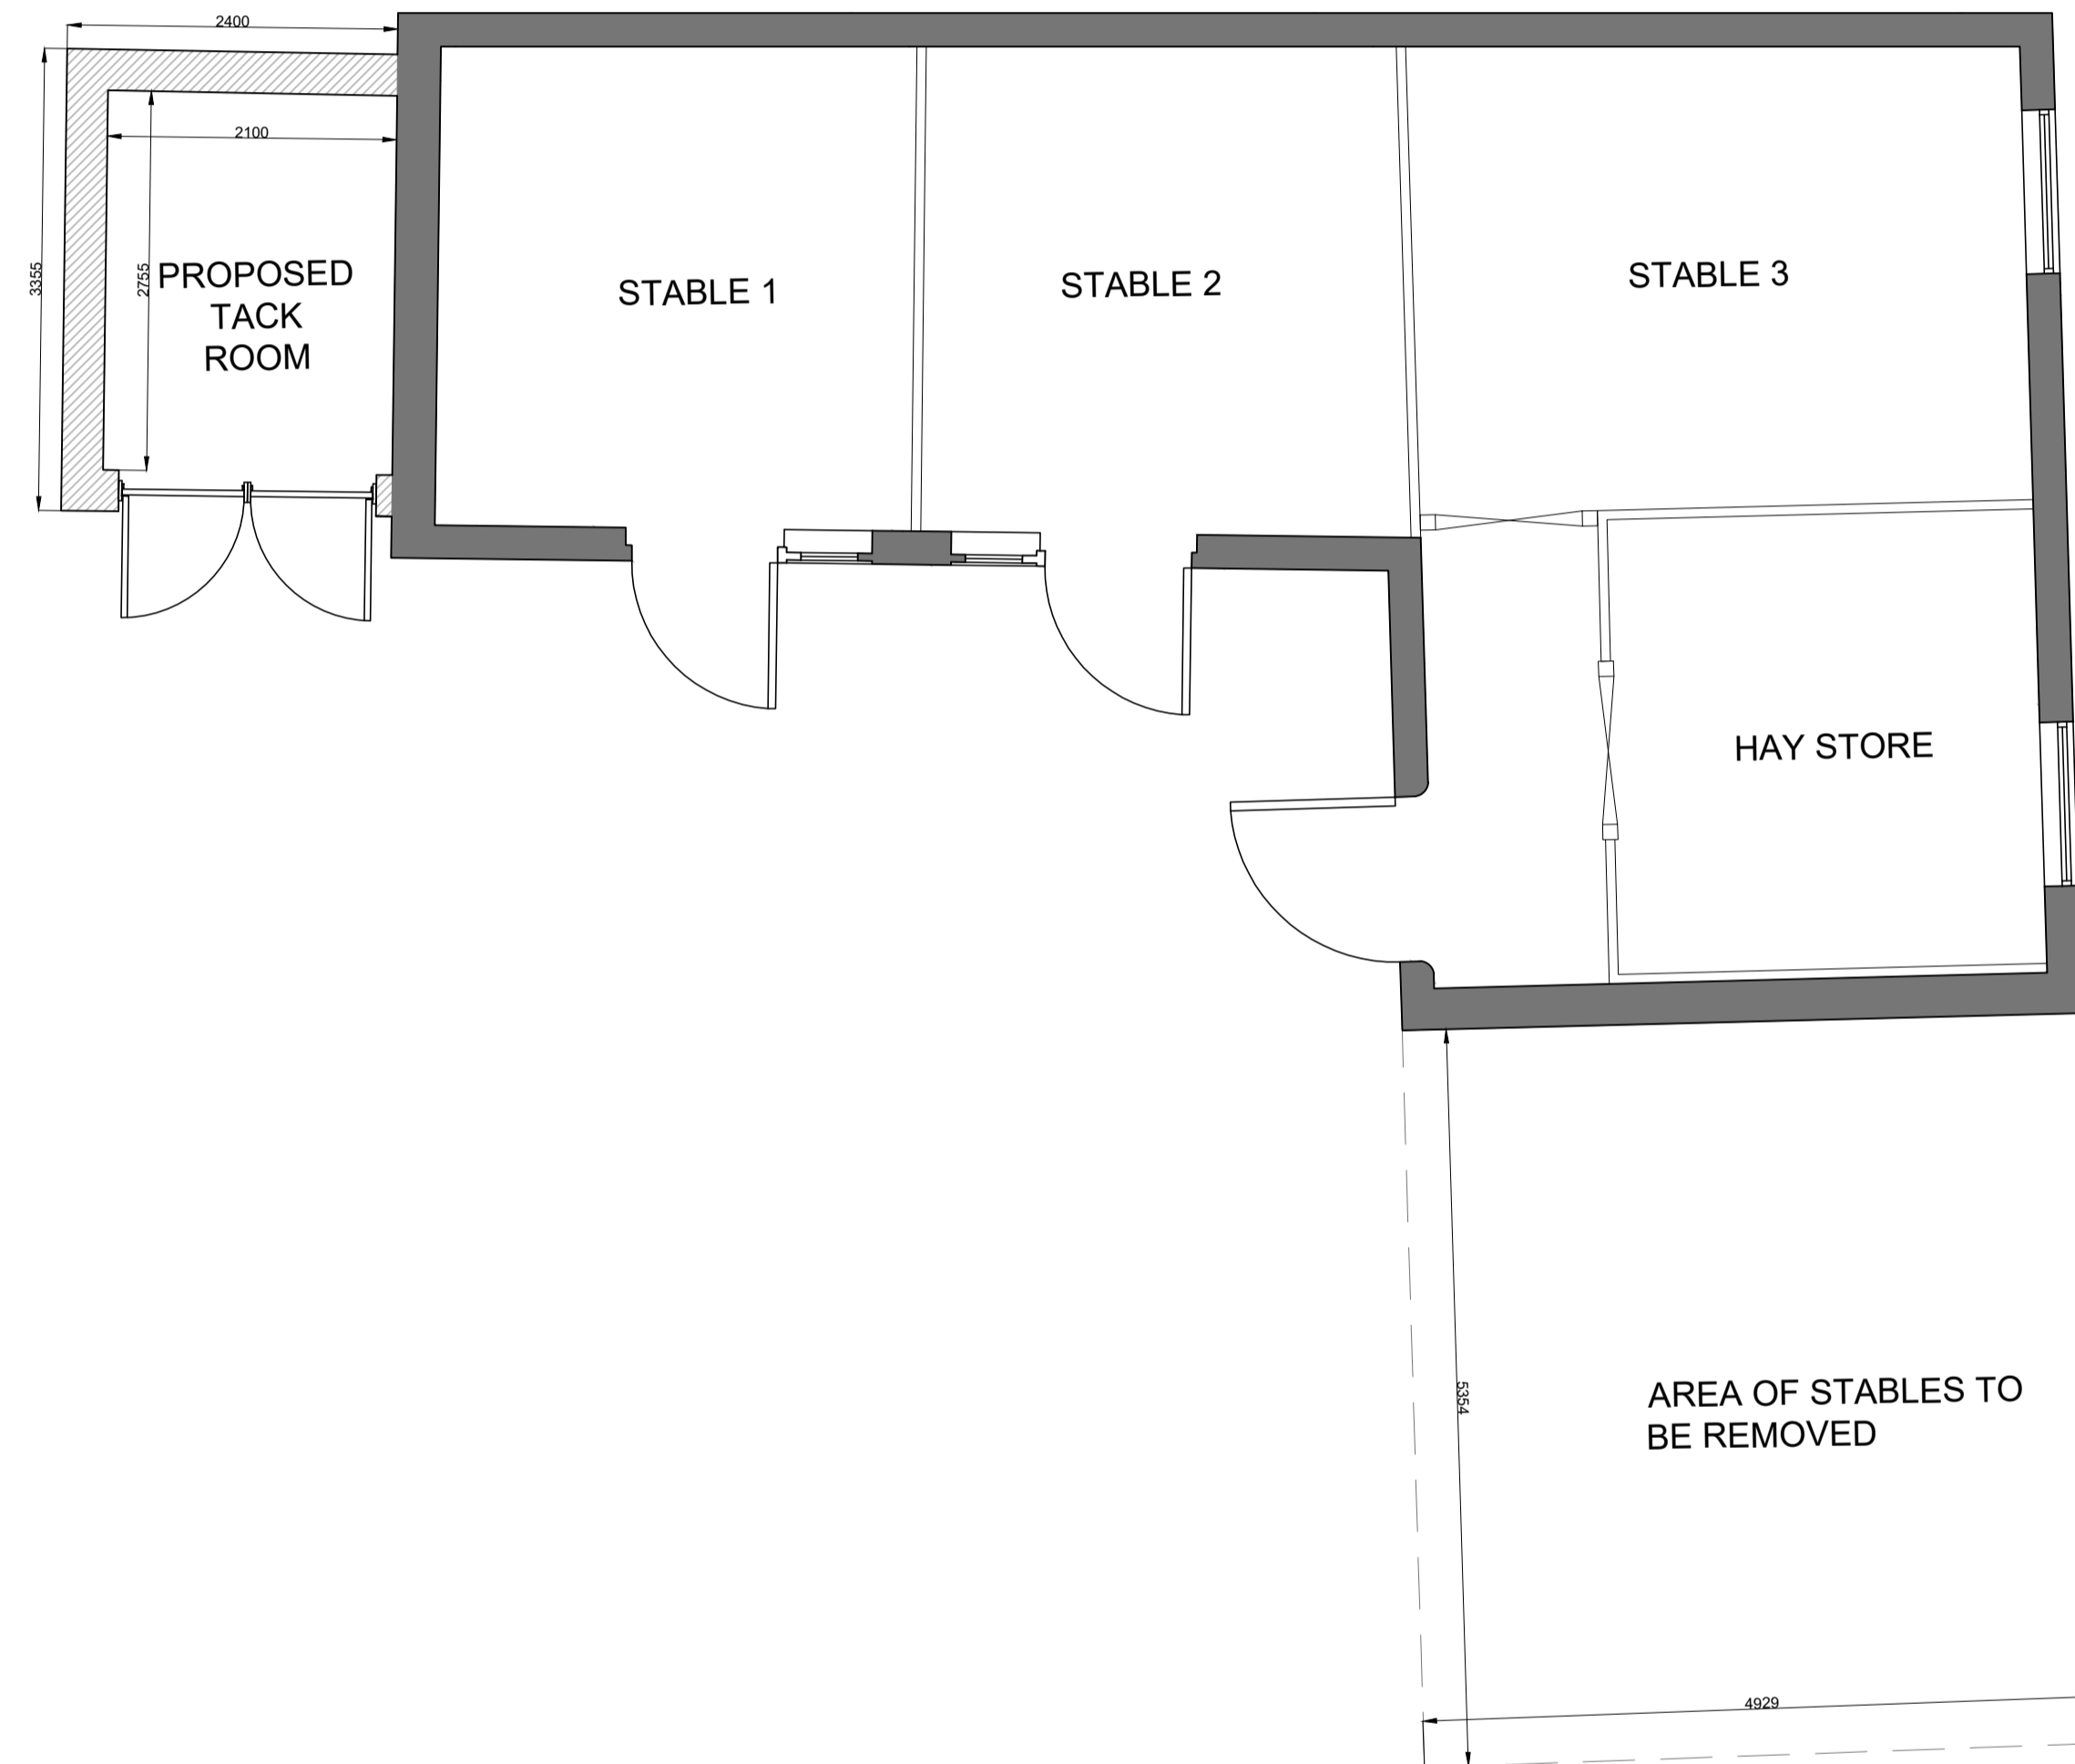 2400
2100
3355
2755
PROPOSED
TACK
ROOM
STABLE 1
STABLE 2
STABLE 3
HAY STORE
5354
AREA OF STABLES TO
BE REMOVED
4929